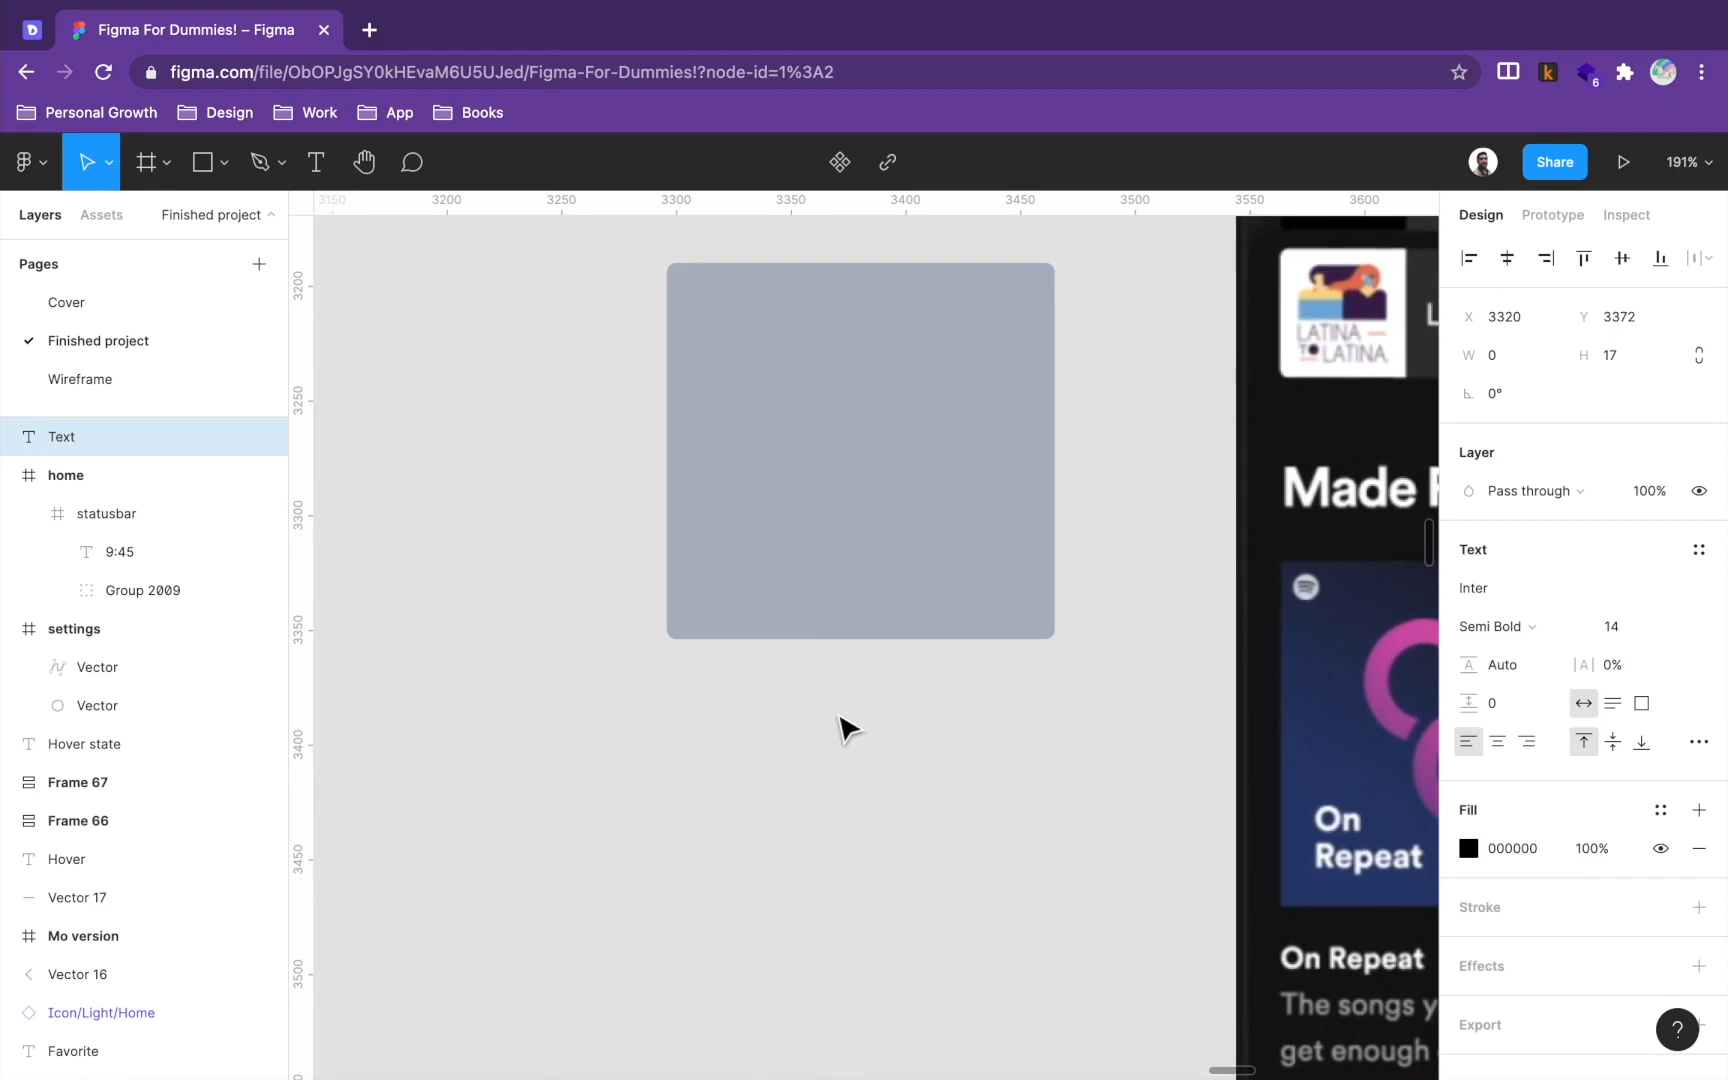 Figma For Dummies! – Figma
figma.com/file/ObOPJgSY0kHEvaM6U5UJed/Figma-For-Dummies!?node-id=1%3A2
6
Personal Growth
Design
Work
App
Books
Share
191%
Layers
Assets
Finished project
3150
3200
3250
3300
3350
3400
3450
3500
3550
3600
Design
Prototype
Inspect
Pages
Cover
Finished project
Wireframe
Text
home
statusbar
9:45
Group 2009
settings
Vector
Vector
Hover state
Frame 67
Frame 66
Hover
Vector 17
Mo version
Vector 16
Icon/Light/Home
Favorite
3200
3250
3300
3350
3400
3450
3500
LATINA
TO LATINA
L
Made F
On
Repeat
On Repeat
The songs y
get enough
X 3320
Y 3372
W 0
H 17
0°
Layer
Pass through
100%
Text
Inter
Semi Bold
14
Auto
0%
0
Fill
000000
100%
Stroke
Effects
Export
?